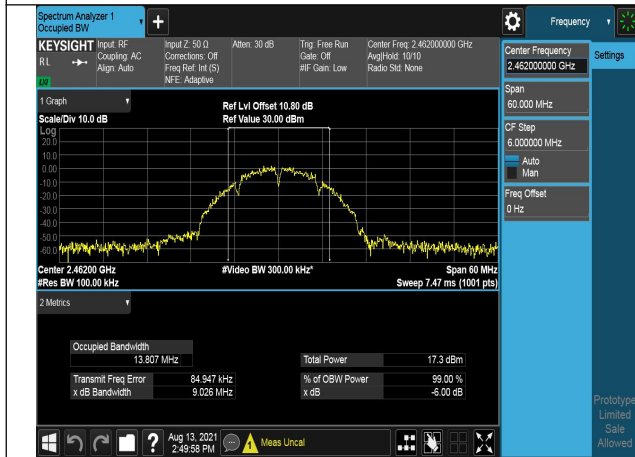 Spectrum Analyzer 1
Occupied BW
+
Frequency
KEYSIGHT
RL
LXI
Input: RF
Coupling: AC
Align: Auto
Input Z: 50 Ω
Corrections: Off
Freq Ref: Int (S)
NFE: Adaptive
Atten: 30 dB
Trig: Free Run
Gate: Off
#IF Gain: Low
Center Freq: 2.462000000 GHz
Avg|Hold: 10/10
Radio Std: None
Center Frequency
2.462000000 GHz
Settings
Span
60.000 MHz
CF Step
6.000000 MHz
Auto
Man
Freq Offset
0 Hz
1 Graph
Scale/Div 10.0 dB
Ref Lvl Offset 10.80 dB
Ref Value 30.00 dBm
Log
20.0
10.0
0.00
-10.0
-20.0
-30.0
-40.0
-50.0
-60.0
Center 2.46200 GHz
#Video BW 300.00 kHz*
Span 60 MHz
#Res BW 100.00 kHz
Sweep 7.47 ms (1001 pts)
2 Metrics
Occupied Bandwidth
13.807 MHz
Total Power 17.3 dBm
Transmit Freq Error 84.947 kHz
% of OBW Power 99.00 %
x dB Bandwidth 9.026 MHz
x dB -6.00 dB
Prototype
Limited
Sale
Allowed
?
Aug 13, 2021
2:49:58 PM
Meas Uncal